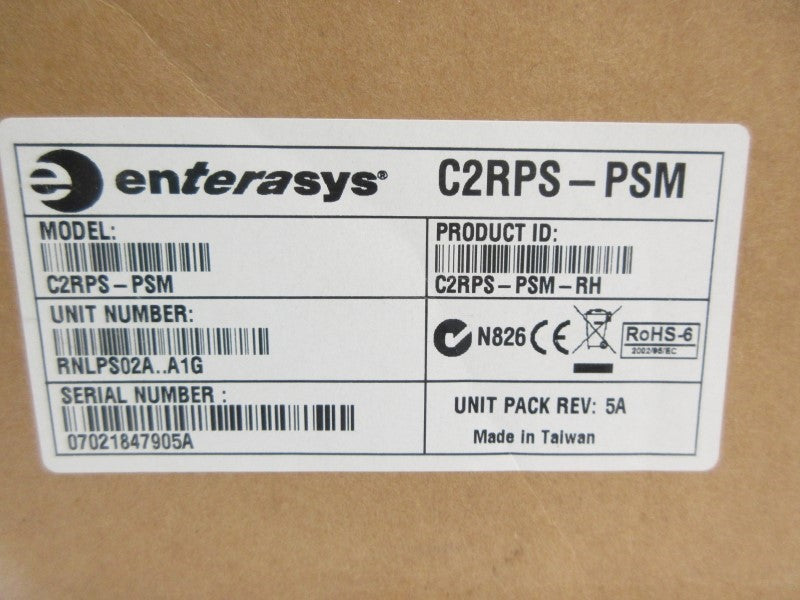 enterasys® C2RPS-PSM
MODEL:
C2RPS-PSM
PRODUCT ID:
C2RPS-PSM-RH
UNIT NUMBER:
RNLPS02A..A1G
N826 CE RoHS-6
2002/95/EC
SERIAL NUMBER :
07021847905A
UNIT PACK REV: 5A
Made in Taiwan